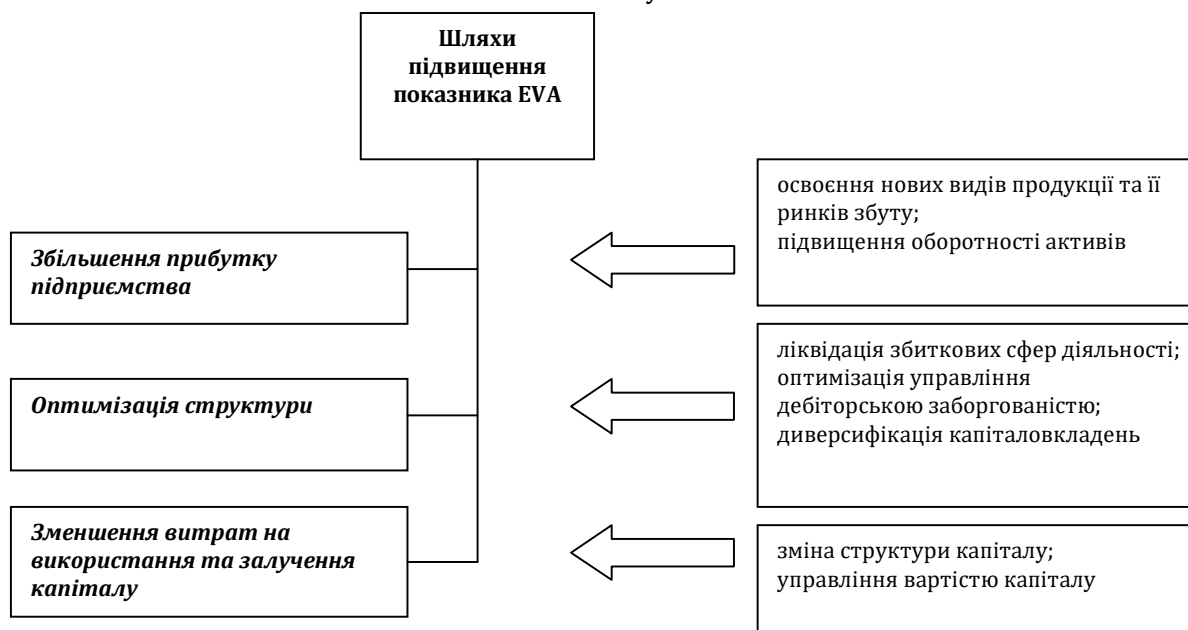 Шляхи
підвищення
показника EVA
освоєння нових видів продукції та її
ринків збуту;
підвищення оборотності активів
Збільшення прибутку
підприємства
ліквідація збиткових сфер діяльності;
оптимізація управління
дебіторською заборгованістю;
диверсифікація капіталовкладень
Оптимізація структури
Зменшення витрат на
використання та залучення
капіталу
зміна структури капіталу;
управління вартістю капіталу